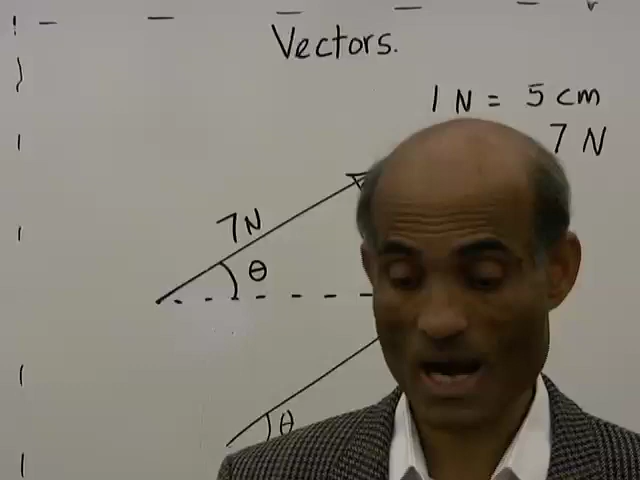 Vectors.
1 N = 5 cm
7 N
7N
θ
θ